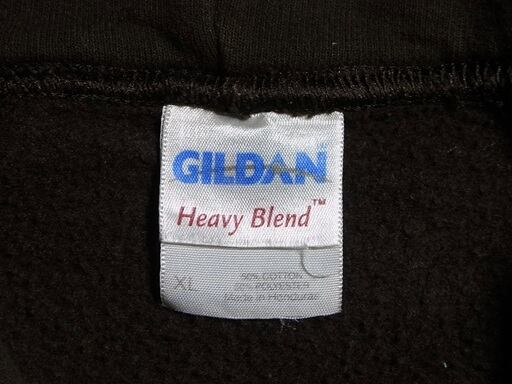 GILDAN
Heavy Blend™
XL
50% COTTON
50% POLYESTER
Made in Honduras